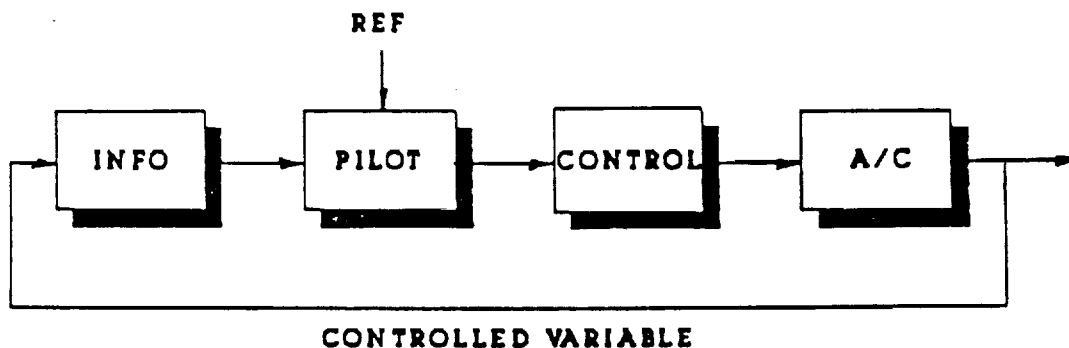 REF
INFO
PILOT
CONTROL
A/C
CONTROLLED VARIABLE